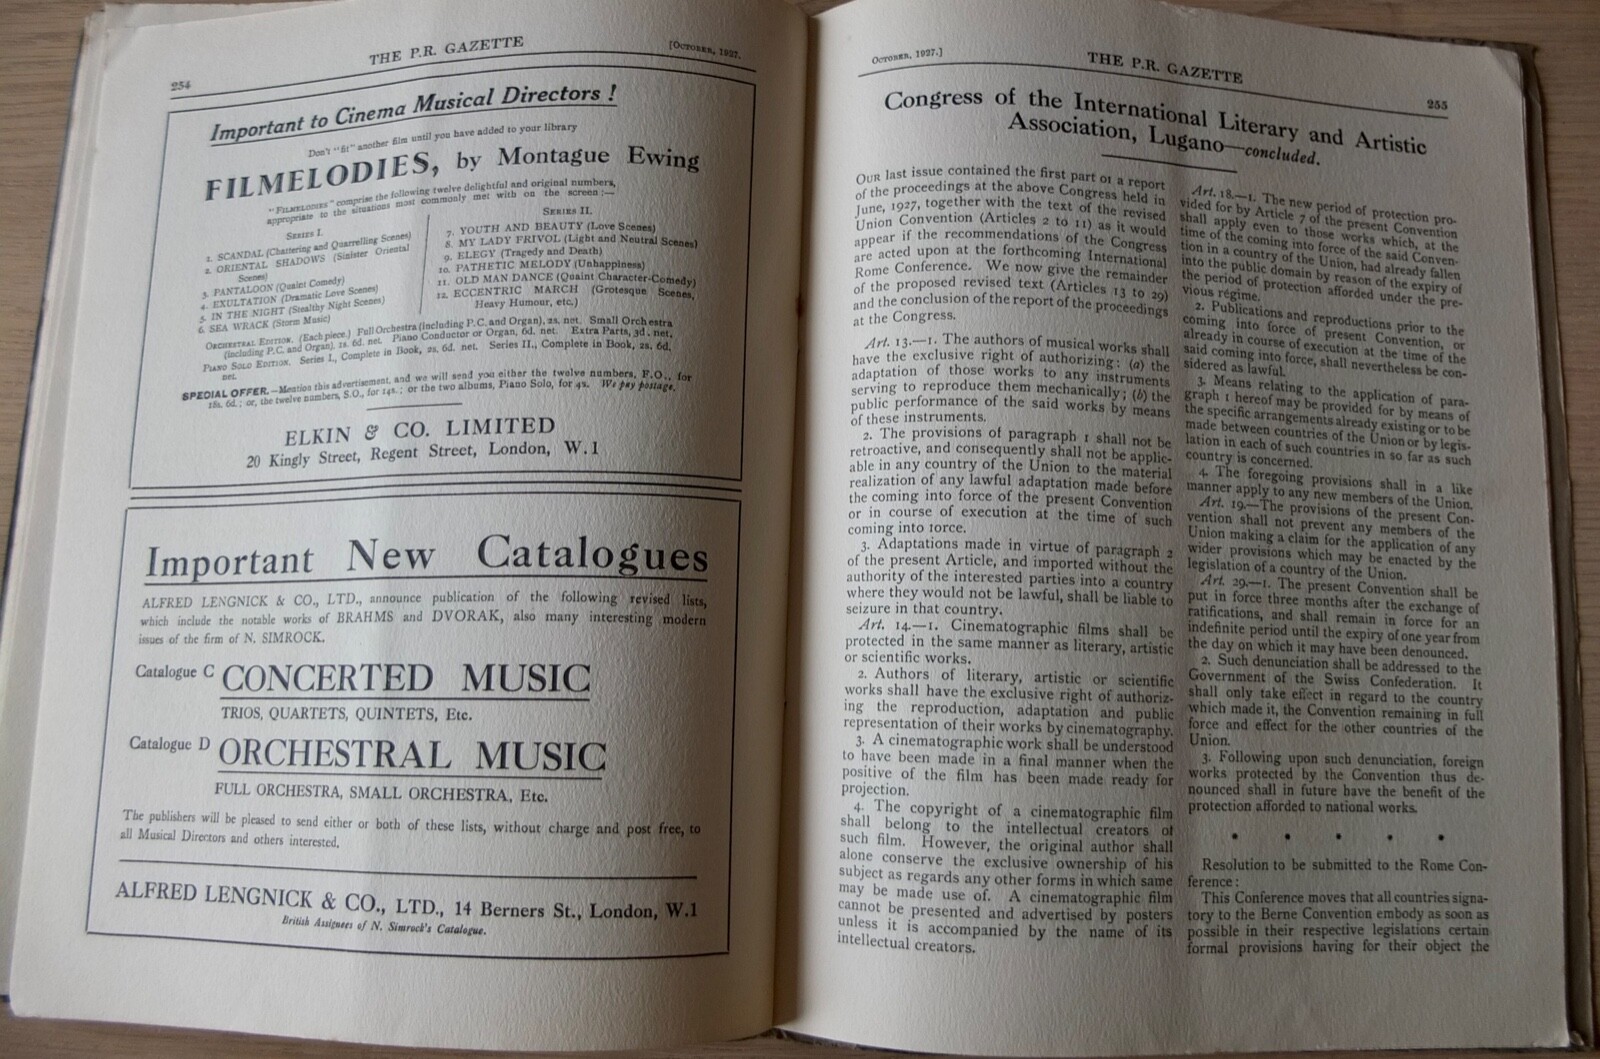 254
THE P.R. GAZETTE
[OCTOBER, 1927.
Important to Cinema Musical Directors !
Don't "fit" another film until you have added to your library
FILMELODIES, by Montague Ewing
"FILMELODIES" comprise the following twelve delightful and original numbers,
appropriate to the situations most commonly met with on the screen:—
SERIES I.
1. SCANDAL (Chattering and Quarrelling Scenes)
2. ORIENTAL SHADOWS (Sinister Oriental
Scenes)
3. PANTALOON (Quaint Comedy)
4. EXULTATION (Dramatic Love Scenes)
5. IN THE NIGHT (Stealthy Night Scenes)
6. SEA WRACK (Storm Music)
SERIES II.
7. YOUTH AND BEAUTY (Love Scenes)
8. MY LADY FRIVOL (Light and Neutral Scenes)
9. ELEGY (Tragedy and Death)
10. PATHETIC MELODY (Unhappiness)
11. OLD MAN DANCE (Quaint Character-Comedy)
12. ECCENTRIC MARCH (Grotesque Scenes,
Heavy Humour, etc.)
ORCHESTRAL EDITION. (Each piece.) Full Orchestra (including P.C. and Organ), 2s. net. Small Orchestra
(including P.C. and Organ), 1s. 6d. net. Piano Conductor or Organ, 6d. net. Extra Parts, 3d. net.
PIANO SOLO EDITION. Series I., Complete in Book, 2s. 6d. net. Series II., Complete in Book, 2s. 6d.
net.
SPECIAL OFFER.—Mention this advertisement, and we will send you either the twelve numbers, F.O., for
18s. 6d.; or, the twelve numbers, S.O., for 14s.; or the two albums, Piano Solo, for 4s. We pay postage.
ELKIN & CO. LIMITED
20 Kingly Street, Regent Street, London, W.1
Important New Catalogues
ALFRED LENGNICK & CO., LTD., announce publication of the following revised lists,
which include the notable works of BRAHMS and DVORAK, also many interesting modern
issues of the firm of N. SIMROCK.
Catalogue C CONCERTED MUSIC
TRIOS, QUARTETS, QUINTETS, Etc.
Catalogue D ORCHESTRAL MUSIC
FULL ORCHESTRA, SMALL ORCHESTRA, Etc.
The publishers will be pleased to send either or both of these lists, without charge and post free, to
all Musical Directors and others interested.
ALFRED LENGNICK & CO., LTD., 14 Berners St., London, W.1
British Assignees of N. Simrock's Catalogue.
OCTOBER, 1927.]
THE P.R. GAZETTE
255
Congress of the International Literary and Artistic
Association, Lugano—concluded.
OUR last issue contained the first part of a report
of the proceedings at the above Congress held in
June, 1927, together with the text of the revised
Union Convention (Articles 2 to 11) as it would
appear if the recommendations of the Congress
are acted upon at the forthcoming International
Rome Conference. We now give the remainder
of the proposed revised text (Articles 13 to 29)
and the conclusion of the report of the proceedings
at the Congress.
Art. 13.—1. The authors of musical works shall
have the exclusive right of authorizing: (a) the
adaptation of those works to any instruments
serving to reproduce them mechanically; (b) the
public performance of the said works by means
of these instruments.
2. The provisions of paragraph 1 shall not be
retroactive, and consequently shall not be applic-
able in any country of the Union to the material
realization of any lawful adaptation made before
the coming into force of the present Convention
or in course of execution at the time of such
coming into force.
3. Adaptations made in virtue of paragraph 2
of the present Article, and imported without the
authority of the interested parties into a country
where they would not be lawful, shall be liable to
seizure in that country.
Art. 14.—1. Cinematographic films shall be
protected in the same manner as literary, artistic
or scientific works.
2. Authors of literary, artistic or scientific
works shall have the exclusive right of authoriz-
ing the reproduction, adaptation and public
representation of their works by cinematography.
3. A cinematographic work shall be understood
to have been made in a final manner when the
positive of the film has been made ready for
projection.
4. The copyright of a cinematographic film
shall belong to the intellectual creators of
such film. However, the original author shall
alone conserve the exclusive ownership of his
subject as regards any other forms in which same
may be made use of. A cinematographic film
cannot be presented and advertised by posters
unless it is accompanied by the name of its
intellectual creators.
Art. 18.—1. The new period of protection pro-
vided for by Article 7 of the present Convention
shall apply even to those works which, at the
time of the coming into force of the said Conven-
tion in a country of the Union, had already fallen
into the public domain by reason of the expiry of
the period of protection afforded under the pre-
vious régime.
2. Publications and reproductions prior to the
coming into force of present Convention, or
already in course of execution at the time of the
said coming into force, shall nevertheless be con-
sidered as lawful.
3. Means relating to the application of para-
graph 1 hereof may be provided for by means of
the specific arrangements already existing or to be
made between countries of the Union or by legis-
lation in each of such countries in so far as such
country is concerned.
4. The foregoing provisions shall in a like
manner apply to any new members of the Union.
Art. 19.—The provisions of the present Con-
vention shall not prevent any members of the
Union making a claim for the application of any
wider provisions which may be enacted by the
legislation of a country of the Union.
Art. 29.—1. The present Convention shall be
put in force three months after the exchange of
ratifications, and shall remain in force for an
indefinite period until the expiry of one year from
the day on which it may have been denounced.
2. Such denunciation shall be addressed to the
Government of the Swiss Confederation. It
shall only take effect in regard to the country
which made it, the Convention remaining in full
force and effect for the other countries of the
Union.
3. Following upon such denunciation, foreign
works protected by the Convention thus de-
nounced shall in future have the benefit of the
protection afforded to national works.
• • • • •
Resolution to be submitted to the Rome Con-
ference:
This Conference moves that all countries signa-
tory to the Berne Convention embody as soon as
possible in their respective legislations certain
formal provisions having for their object the